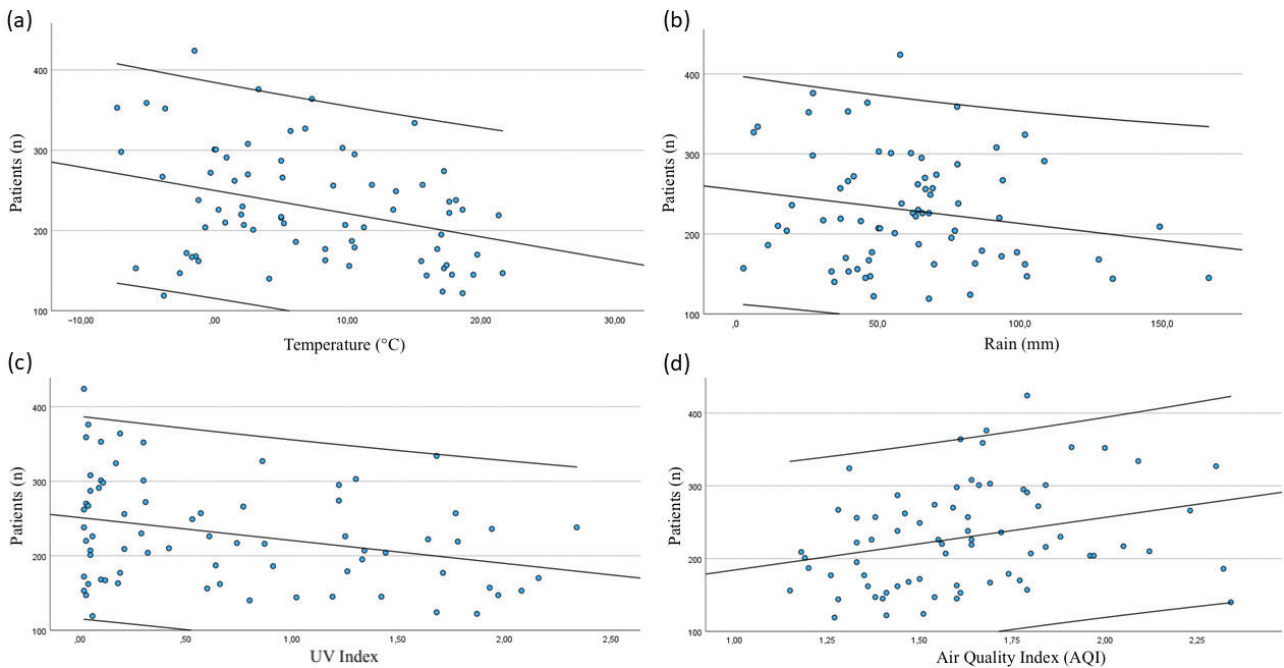 (a)
Patients (n)
400
300
200
100
−10,00 ,00 10,00 20,00 30,00
Temperature (°C)
(b)
Patients (n)
400
300
200
100
,0 50,0 100,0 150,0
Rain (mm)
(c)
Patients (n)
400
300
200
100
,00 ,50 1,00 1,50 2,00 2,50
UV Index
(d)
Patients (n)
400
300
200
100
1,00 1,25 1,50 1,75 2,00 2,25
Air Quality Index (AQI)